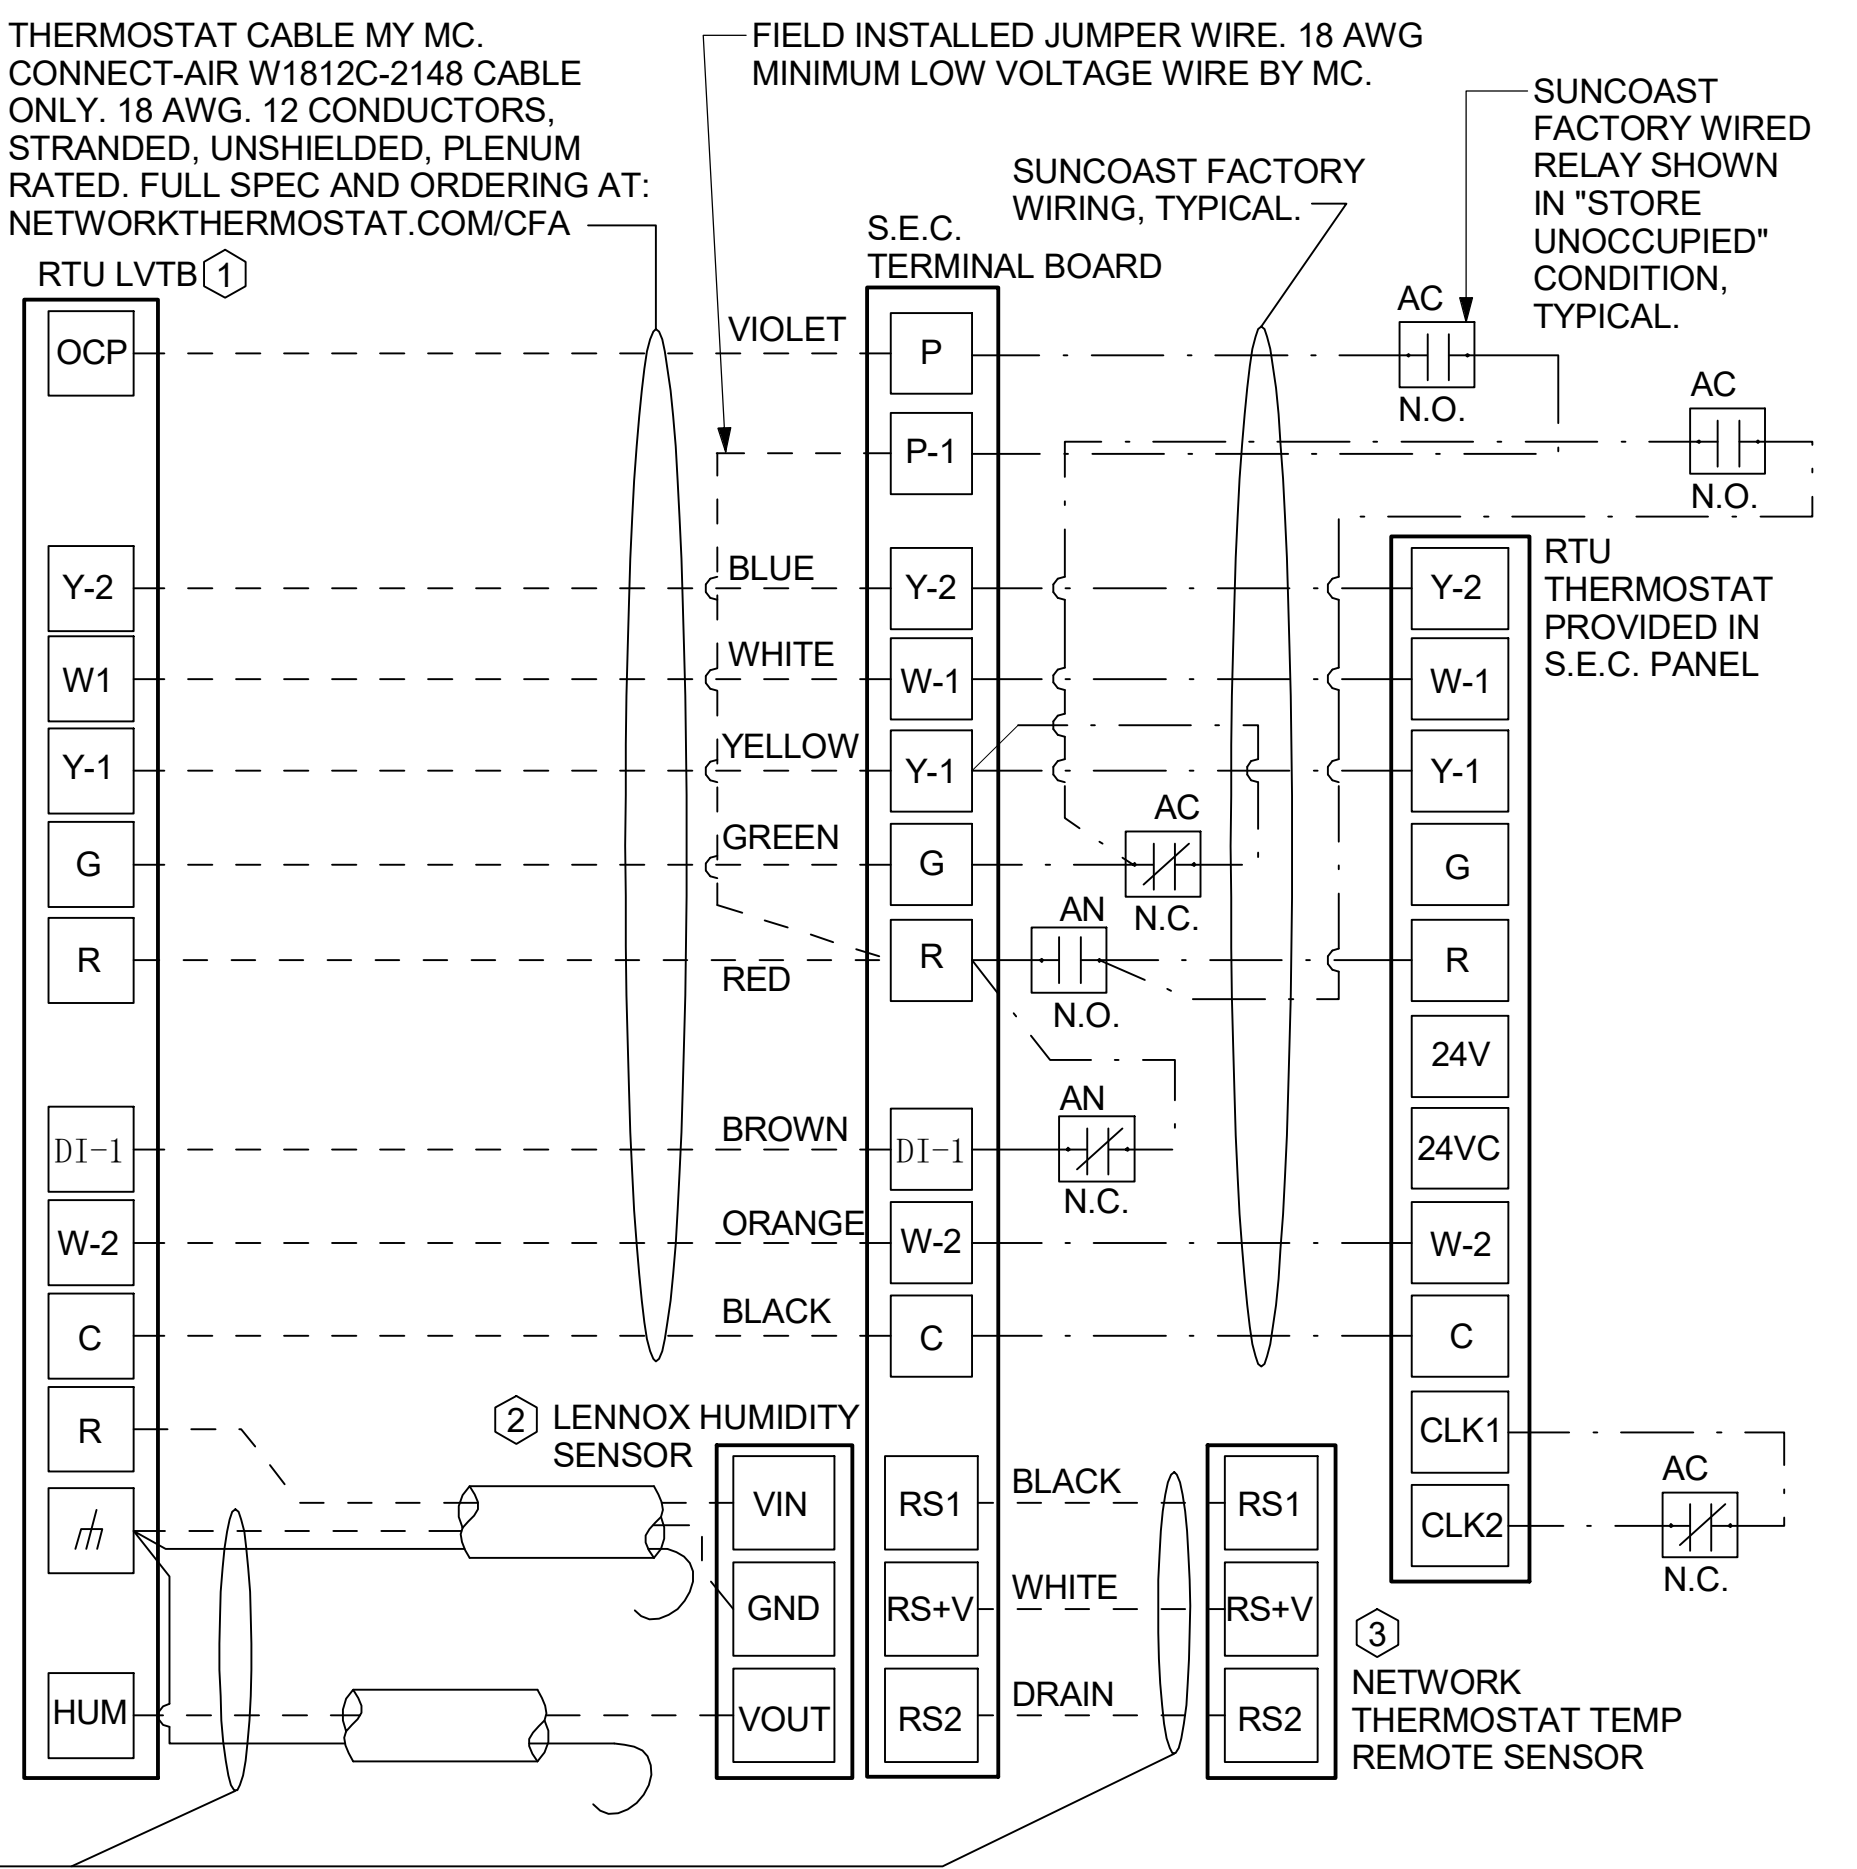 THERMOSTAT CABLE MY MC.
CONNECT-AIR W1812C-2148 CABLE
ONLY. 18 AWG. 12 CONDUCTORS,
STRANDED, UNSHIELDED, PLENUM
RATED. FULL SPEC AND ORDERING AT:
NETWORKTHERMOSTAT.COM/CFA
FIELD INSTALLED JUMPER WIRE. 18 AWG
MINIMUM LOW VOLTAGE WIRE BY MC.
SUNCOAST FACTORY
WIRING, TYPICAL.
SUNCOAST
FACTORY WIRED
RELAY SHOWN
IN "STORE
UNOCCUPIED"
CONDITION,
TYPICAL.
RTU LVTB 1
OCP
Y-2
W1
Y-1
G
R
DI-1
W-2
C
R
HUM
VIOLET
BLUE
WHITE
YELLOW
GREEN
RED
BROWN
ORANGE
BLACK
S.E.C.
TERMINAL BOARD
P
P-1
Y-2
W-1
Y-1
G
R
DI-1
W-2
C
RS1
RS+V
RS2
AC
N.O.
AC
N.O.
AC
N.C.
AN
N.O.
AN
N.C.
RTU
THERMOSTAT
PROVIDED IN
S.E.C. PANEL
Y-2
W-1
Y-1
G
R
24V
24VC
W-2
C
CLK1
CLK2
AC
N.C.
2 LENNOX HUMIDITY
SENSOR
VIN
GND
VOUT
BLACK
WHITE
DRAIN
RS1
RS+V
RS2
3
NETWORK
THERMOSTAT TEMP
REMOTE SENSOR